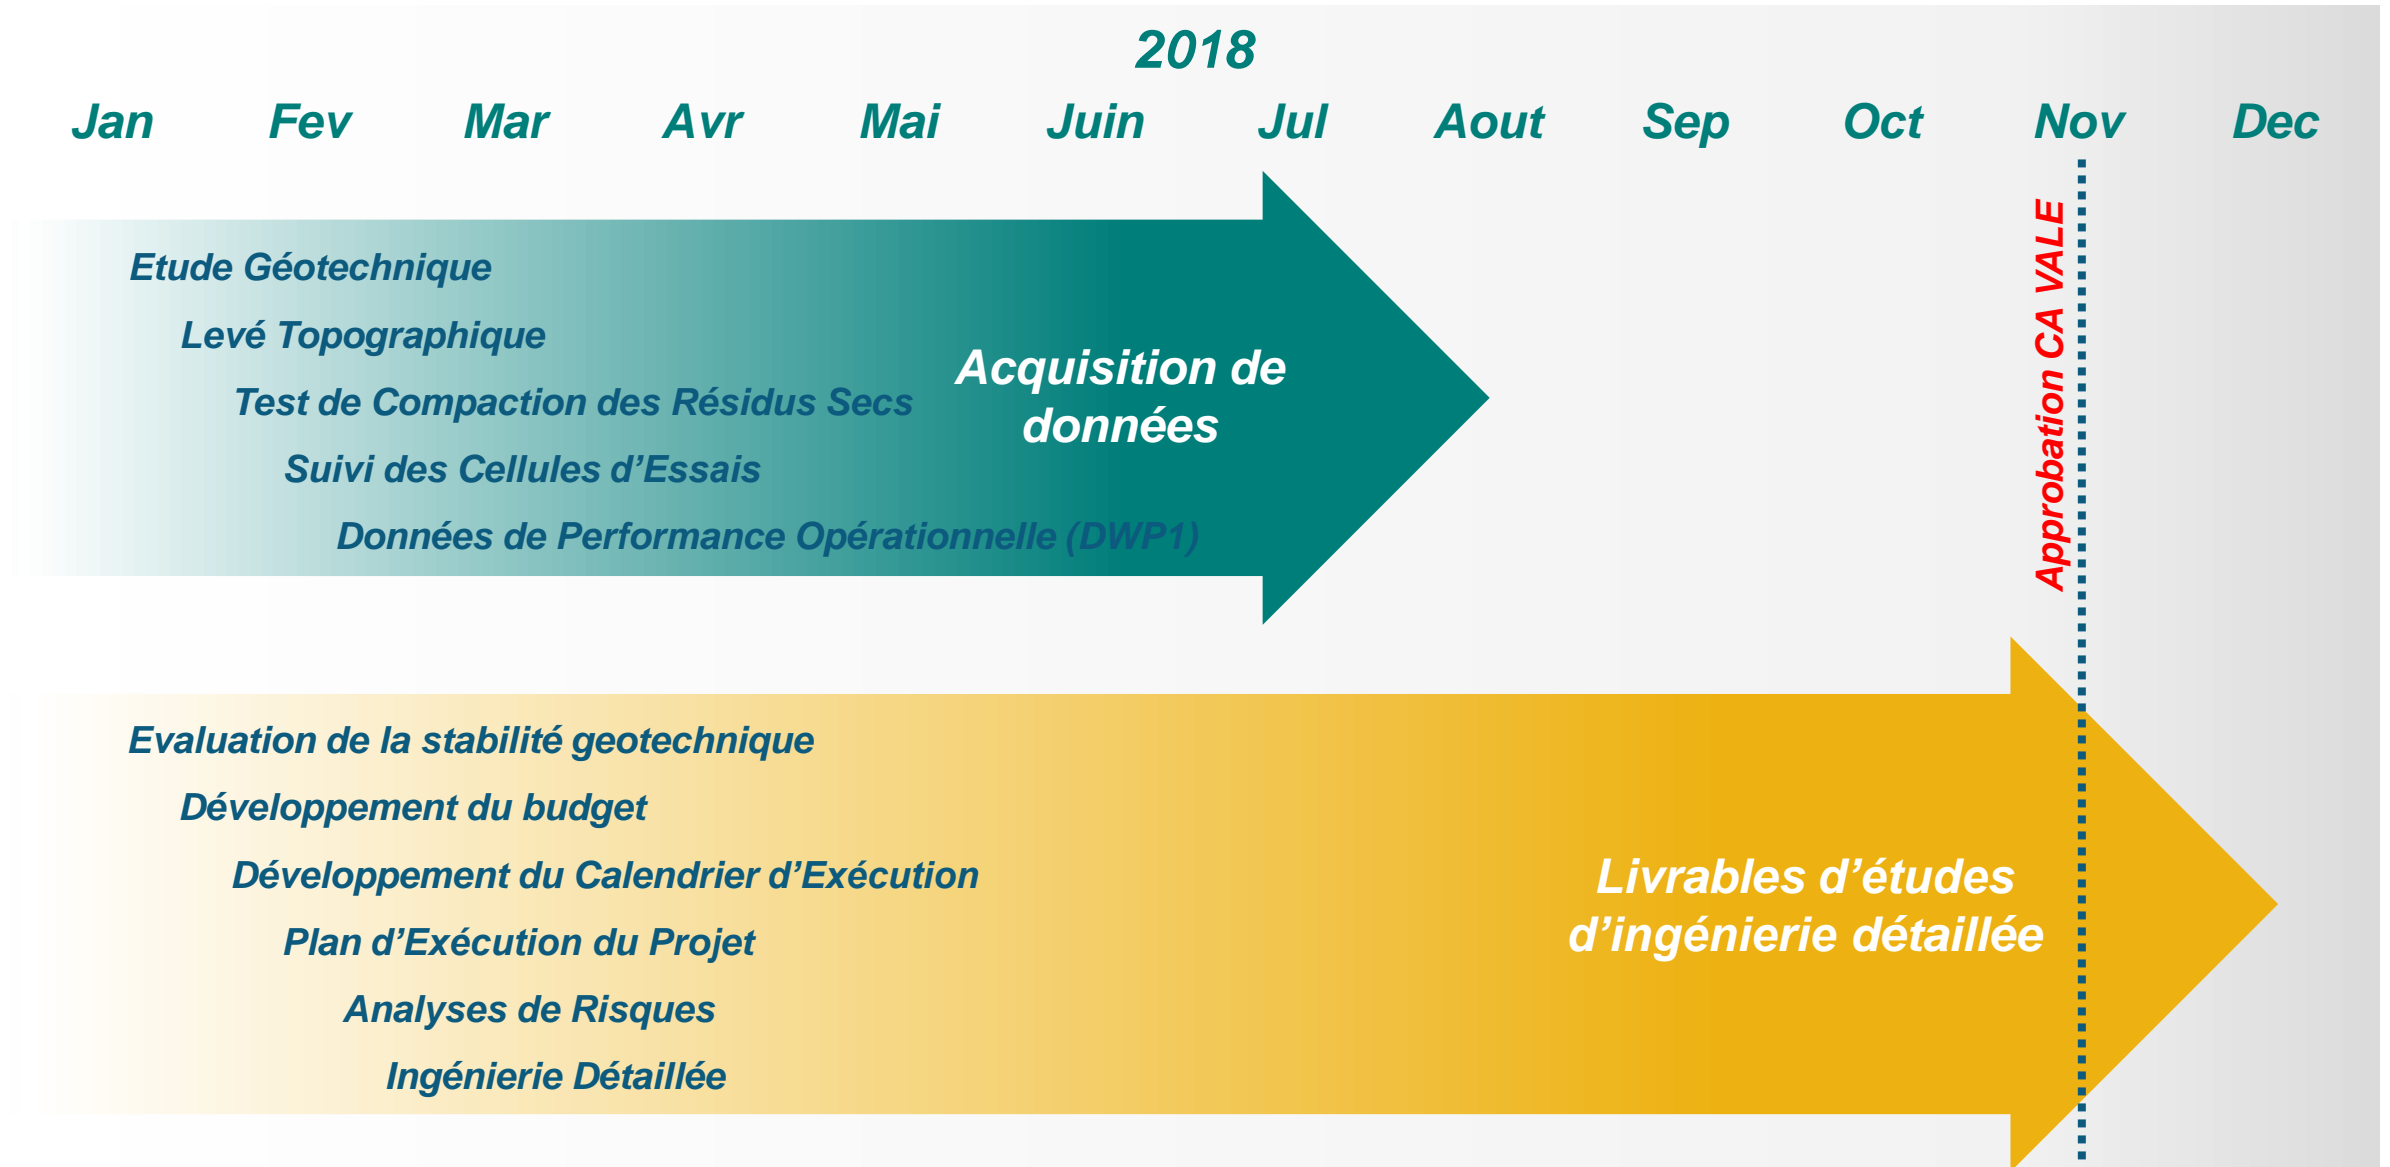 2018
Jan Fev Mar Avr Mai Juin Jul Aout Sep Oct Nov Dec
Etude Géotechnique
Levé Topographique
Test de Compaction des Résidus Secs
Suivi des Cellules d’Essais
Données de Performance Opérationnelle (DWP1)
Acquisition de
données
Approbation CA VALE
Evaluation de la stabilité geotechnique
Développement du budget
Développement du Calendrier d’Exécution
Plan d’Exécution du Projet
Analyses de Risques
Ingénierie Détaillée
Livrables d’études
d’ingénierie détaillée